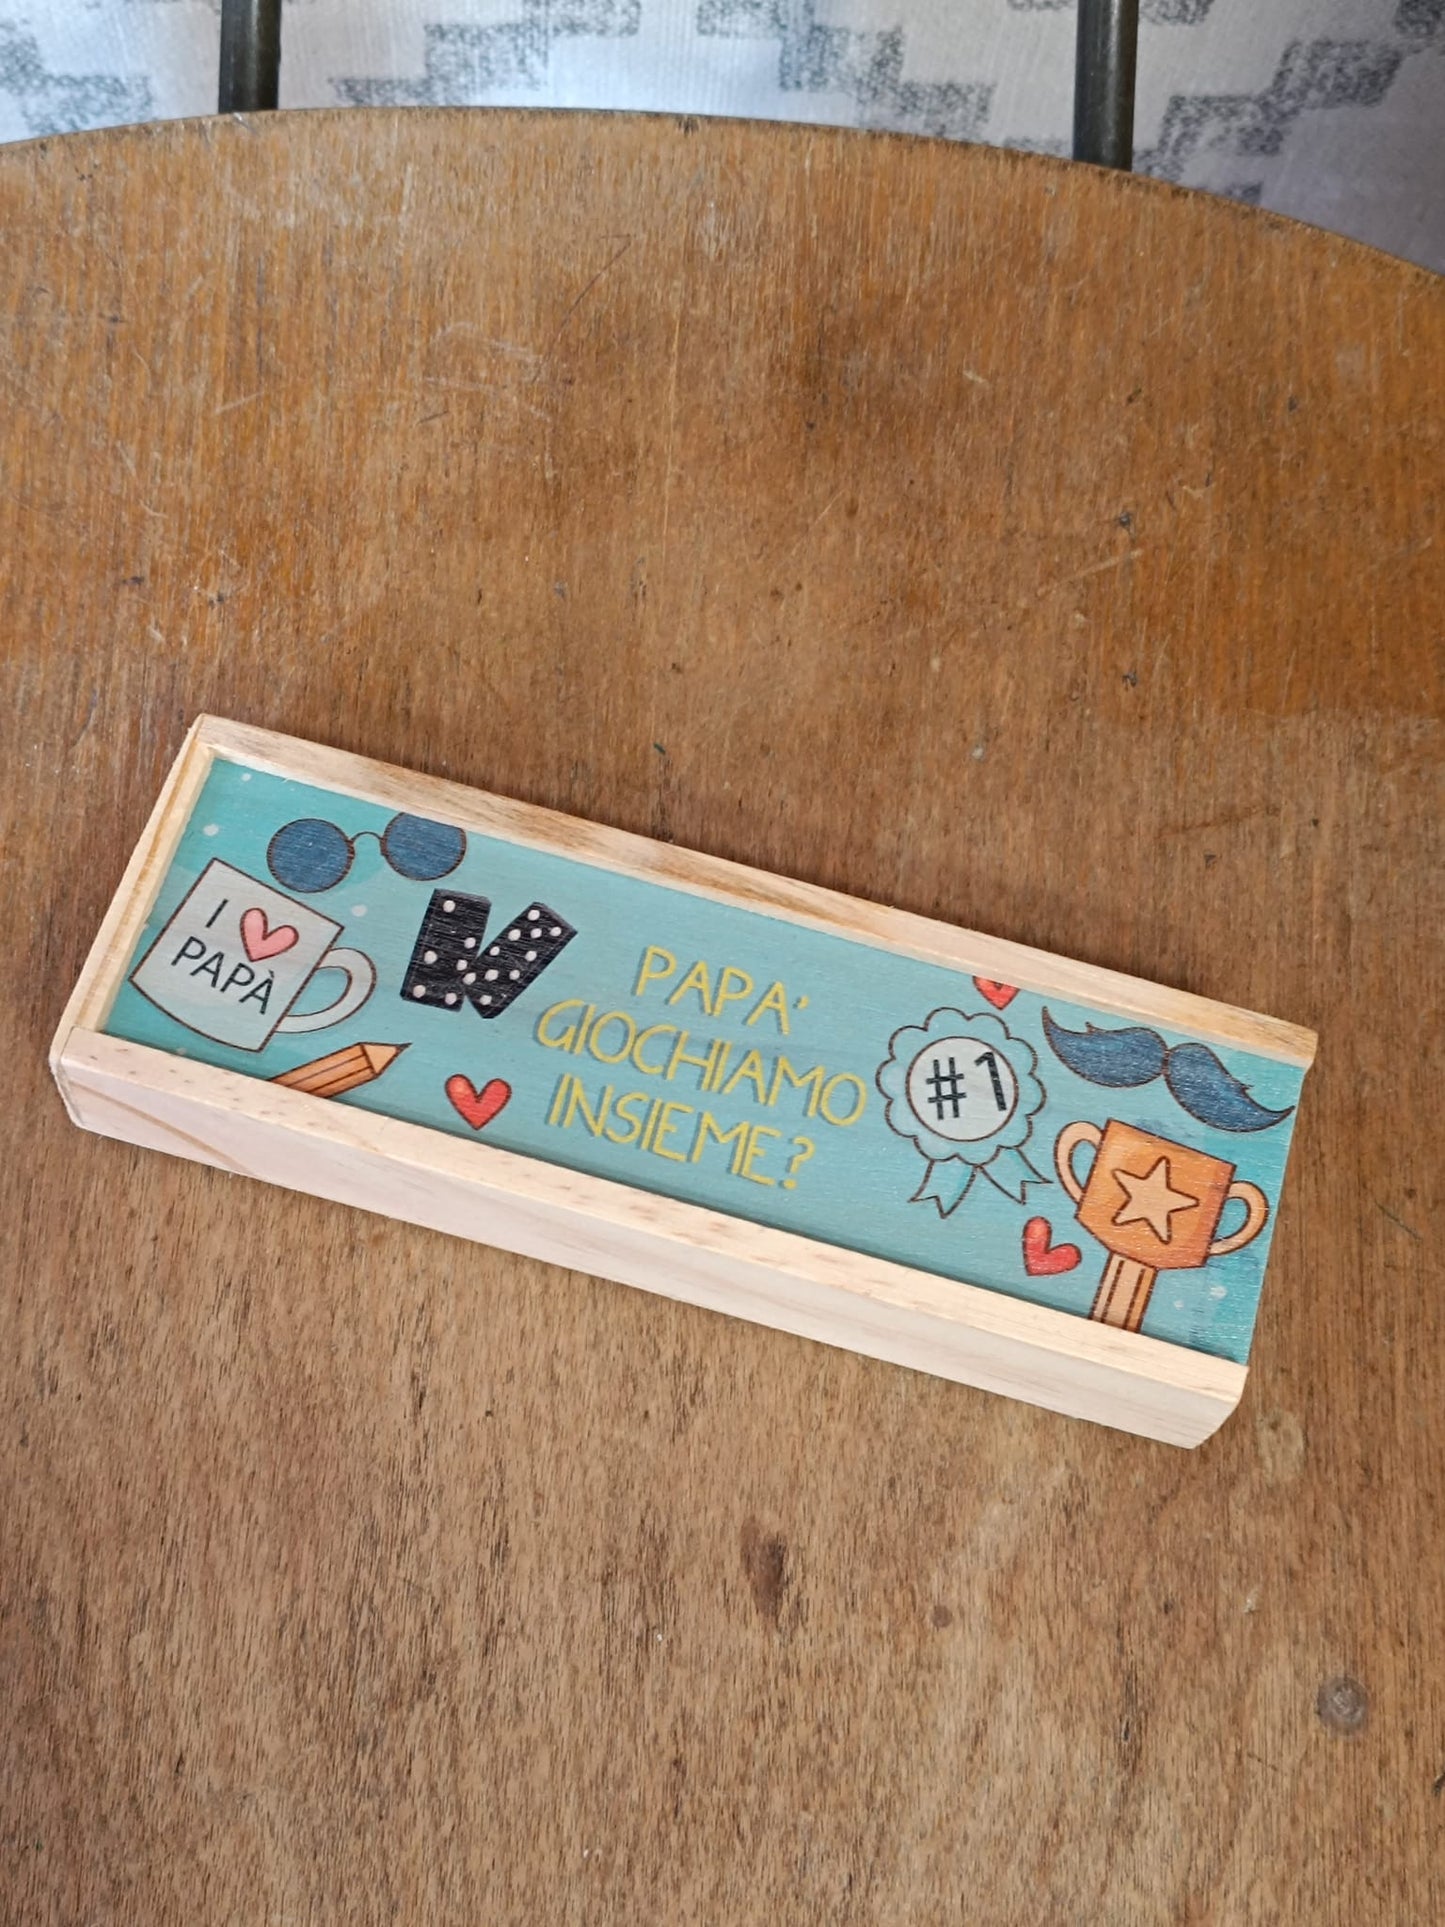 I
PAPÀ
PAPA'
GIOCHIAMO
INSIEME?
#1